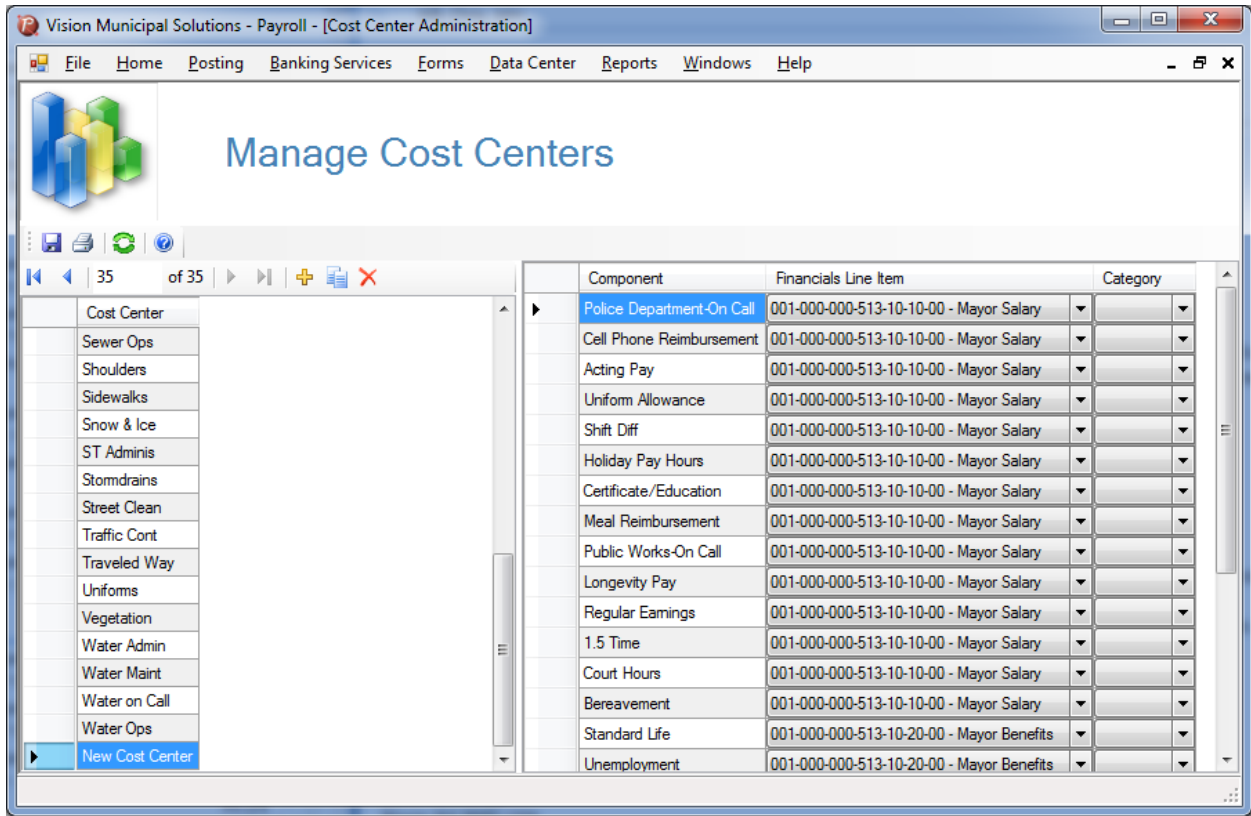 Vision Municipal Solutions - Payroll - [Cost Center Administration]
File Home Posting Banking Services Forms Data Center Reports Windows Help
Manage Cost Centers
35 of 35
Cost Center
Sewer Ops
Shoulders
Sidewalks
Snow & Ice
ST Adminis
Stormdrains
Street Clean
Traffic Cont
Traveled Way
Uniforms
Vegetation
Water Admin
Water Maint
Water on Call
Water Ops
New Cost Center
Component Financials Line Item Category
Police Department-On Call 001-000-000-513-10-10-00 - Mayor Salary
Cell Phone Reimbursement 001-000-000-513-10-10-00 - Mayor Salary
Acting Pay 001-000-000-513-10-10-00 - Mayor Salary
Uniform Allowance 001-000-000-513-10-10-00 - Mayor Salary
Shift Diff 001-000-000-513-10-10-00 - Mayor Salary
Holiday Pay Hours 001-000-000-513-10-10-00 - Mayor Salary
Certificate/Education 001-000-000-513-10-10-00 - Mayor Salary
Meal Reimbursement 001-000-000-513-10-10-00 - Mayor Salary
Public Works-On Call 001-000-000-513-10-10-00 - Mayor Salary
Longevity Pay 001-000-000-513-10-10-00 - Mayor Salary
Regular Earnings 001-000-000-513-10-10-00 - Mayor Salary
1.5 Time 001-000-000-513-10-10-00 - Mayor Salary
Court Hours 001-000-000-513-10-10-00 - Mayor Salary
Bereavement 001-000-000-513-10-10-00 - Mayor Salary
Standard Life 001-000-000-513-10-20-00 - Mayor Benefits
Unemployment 001-000-000-513-10-20-00 - Mayor Benefits